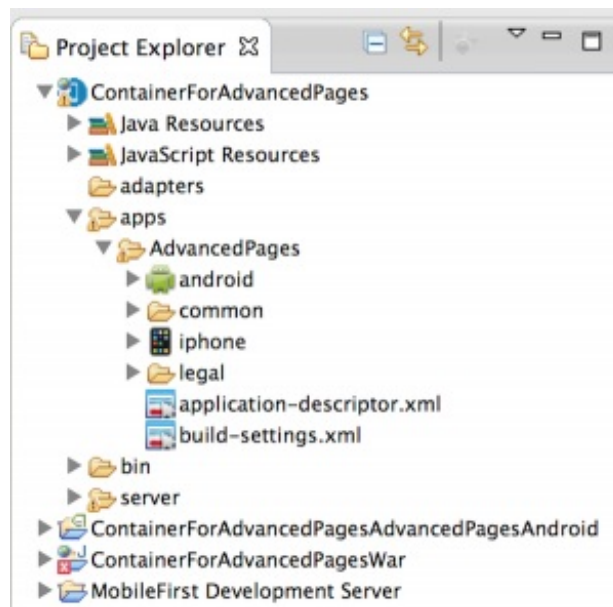 Project Explorer
ContainerForAdvancedPages
Java Resources
JavaScript Resources
adapters
apps
AdvancedPages
android
common
iphone
legal
application-descriptor.xml
build-settings.xml
bin
server
ContainerForAdvancedPagesAdvancedPagesAndroid
ContainerForAdvancedPagesWar
MobileFirst Development Server